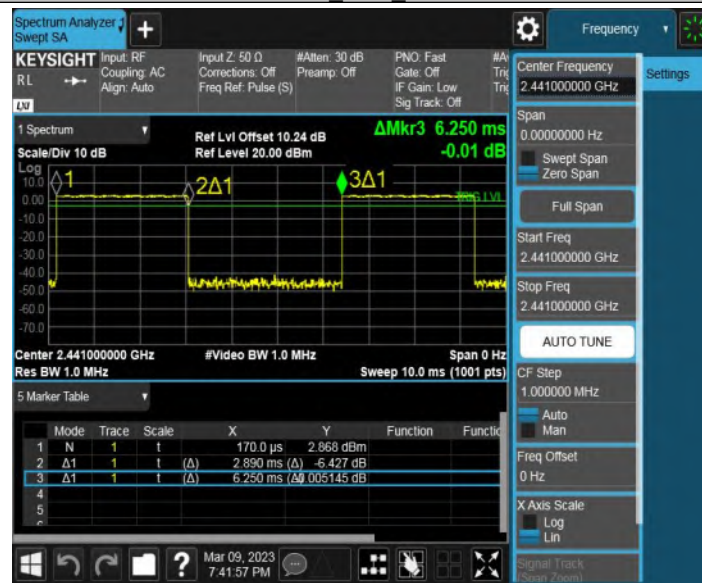 Spectrum Analyzer 1
Swept SA
+
Frequency
KEYSIGHT
RL
Input: RF
Coupling: AC
Align: Auto
Input Z: 50 Ω
Corrections: Off
Freq Ref: Pulse (S)
#Atten: 30 dB
Preamp: Off
PNO: Fast
Gate: Off
IF Gain: Low
Sig Track: Off
LXI
1 Spectrum
Scale/Div 10 dB
Ref Lvl Offset 10.24 dB
Ref Level 20.00 dBm
ΔMkr3 6.250 ms
-0.01 dB
Log
10.0
0.00
-10.0
-20.0
-30.0
-40.0
-50.0
-60.0
-70.0
1
2Δ1
3Δ1
TRIG LVL
Center 2.441000000 GHz
#Video BW 1.0 MHz
Span 0 Hz
Res BW 1.0 MHz
Sweep 10.0 ms (1001 pts)
5 Marker Table
Mode Trace Scale X Y Function
1 N 1 t 170.0 µs 2.868 dBm
2 Δ1 1 t (Δ) 2.890 ms (Δ) -6.427 dB
3 Δ1 1 t (Δ) 6.250 ms (Δ) 0.005145 dB
4
5
?
Mar 09, 2023
7:41:57 PM
Center Frequency
2.441000000 GHz
Settings
Span
0.00000000 Hz
Swept Span
Zero Span
Full Span
Start Freq
2.441000000 GHz
Stop Freq
2.441000000 GHz
AUTO TUNE
CF Step
1.000000 MHz
Auto
Man
Freq Offset
0 Hz
X Axis Scale
Log
Lin
Signal Track
(Span Zoom)